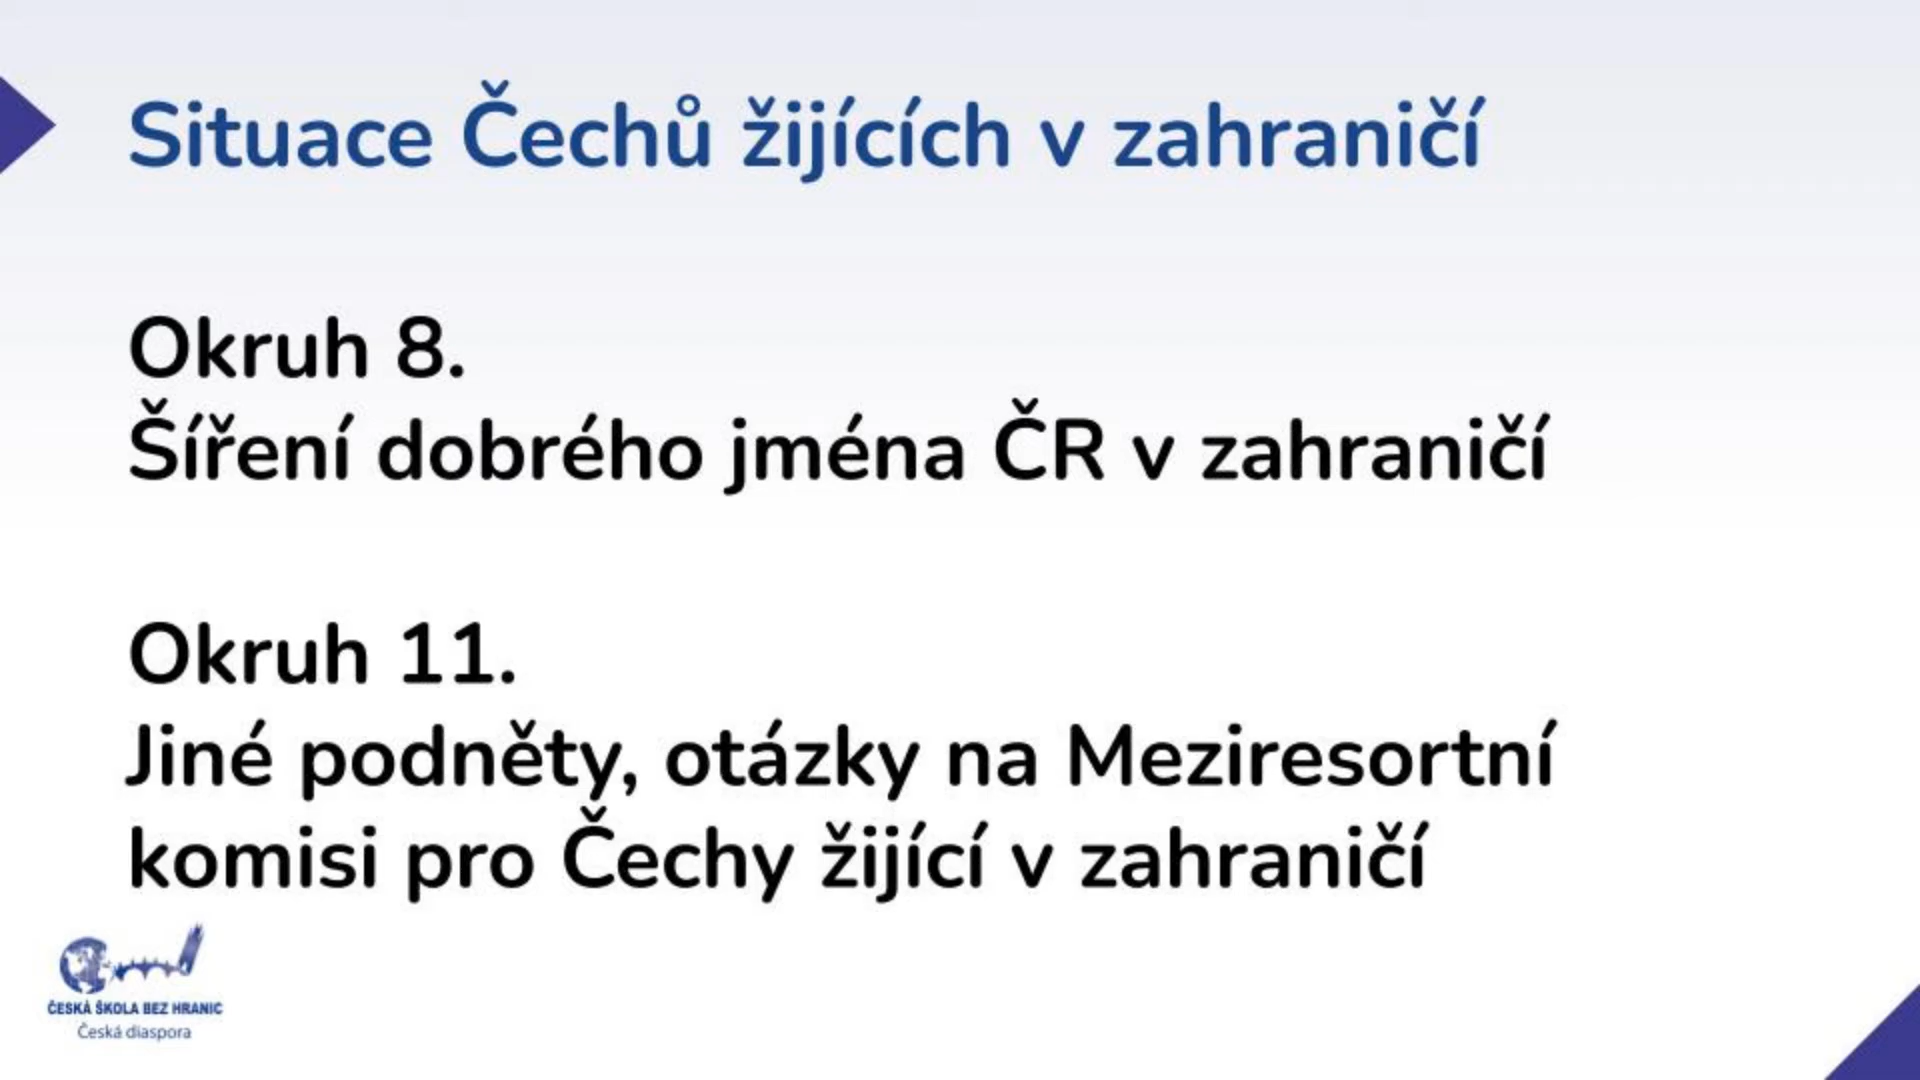 Situace Čechů žijících v zahraničí
Okruh 8.
Šíření dobrého jména ČR v zahraničí
Okruh 11.
Jiné podněty, otázky na Meziresortní
komisi pro Čechy žijící v zahraničí
ČESKÁ ŠKOLA BEZ HRANIC
Česká diaspora